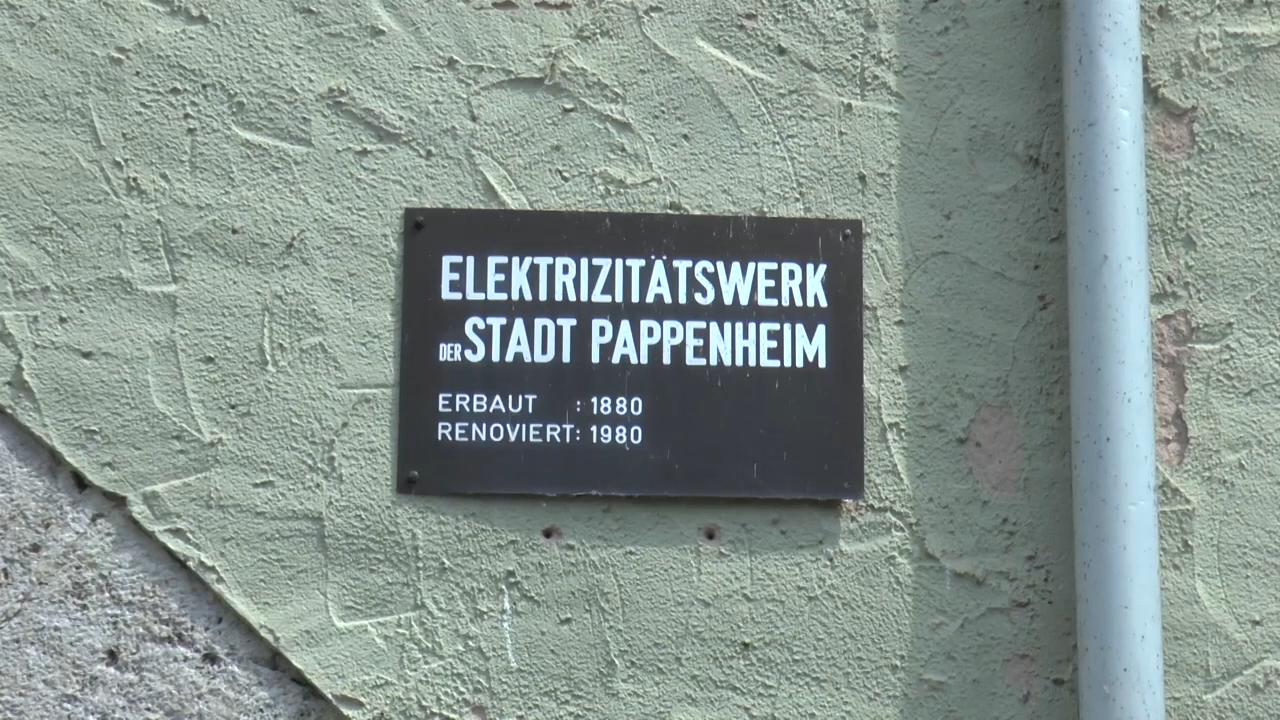 ELEKTRIZITÄTSWERK
DER STADT PAPPENHEIM
ERBAUT : 1880
RENOVIERT: 1980